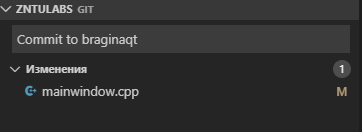 ZNTULABS GIT
Commit to braginaqt
Изменения 1
mainwindow.cpp M